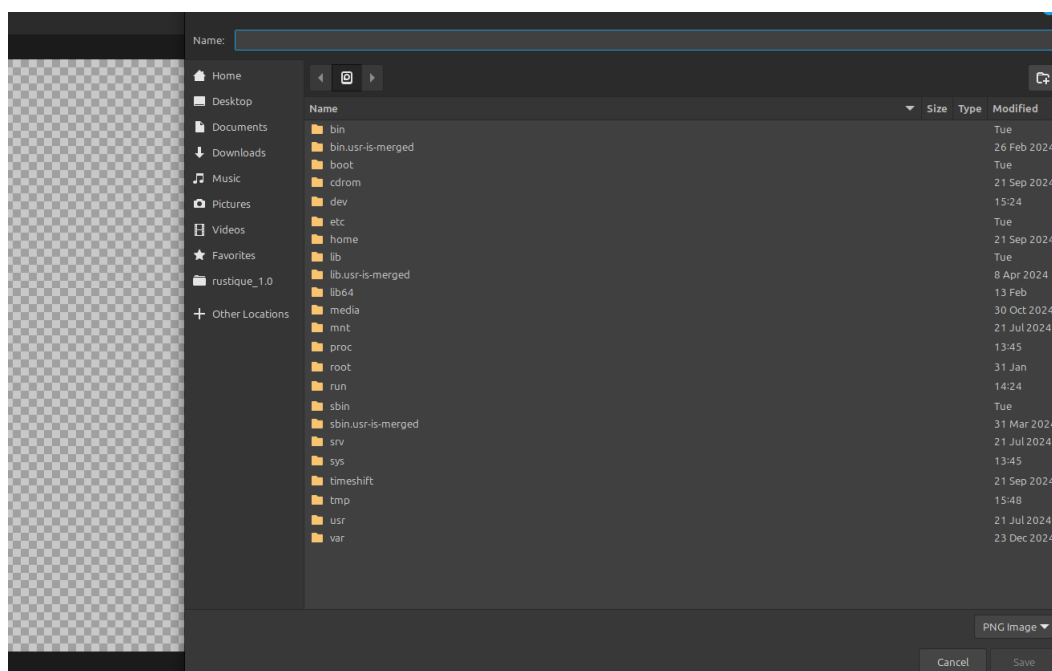 Name:
Home
Desktop
Documents
Downloads
Music
Pictures
Videos
Favorites
rustique_1.0
Other Locations
Name Size Type Modified
bin Tue
bin.usr-is-merged 26 Feb 2024
boot Tue
cdrom 21 Sep 2024
dev 15:24
etc Tue
home 21 Sep 2024
lib Tue
lib.usr-is-merged 8 Apr 2024
lib64 13 Feb
media 30 Oct 2024
mnt 21 Jul 2024
proc 13:45
root 31 Jan
run 14:24
sbin Tue
sbin.usr-is-merged 31 Mar 2024
srv 21 Jul 2024
sys 13:45
timeshift 21 Sep 2024
tmp 15:48
usr 21 Jul 2024
var 23 Dec 2024
PNG Image
Cancel Save